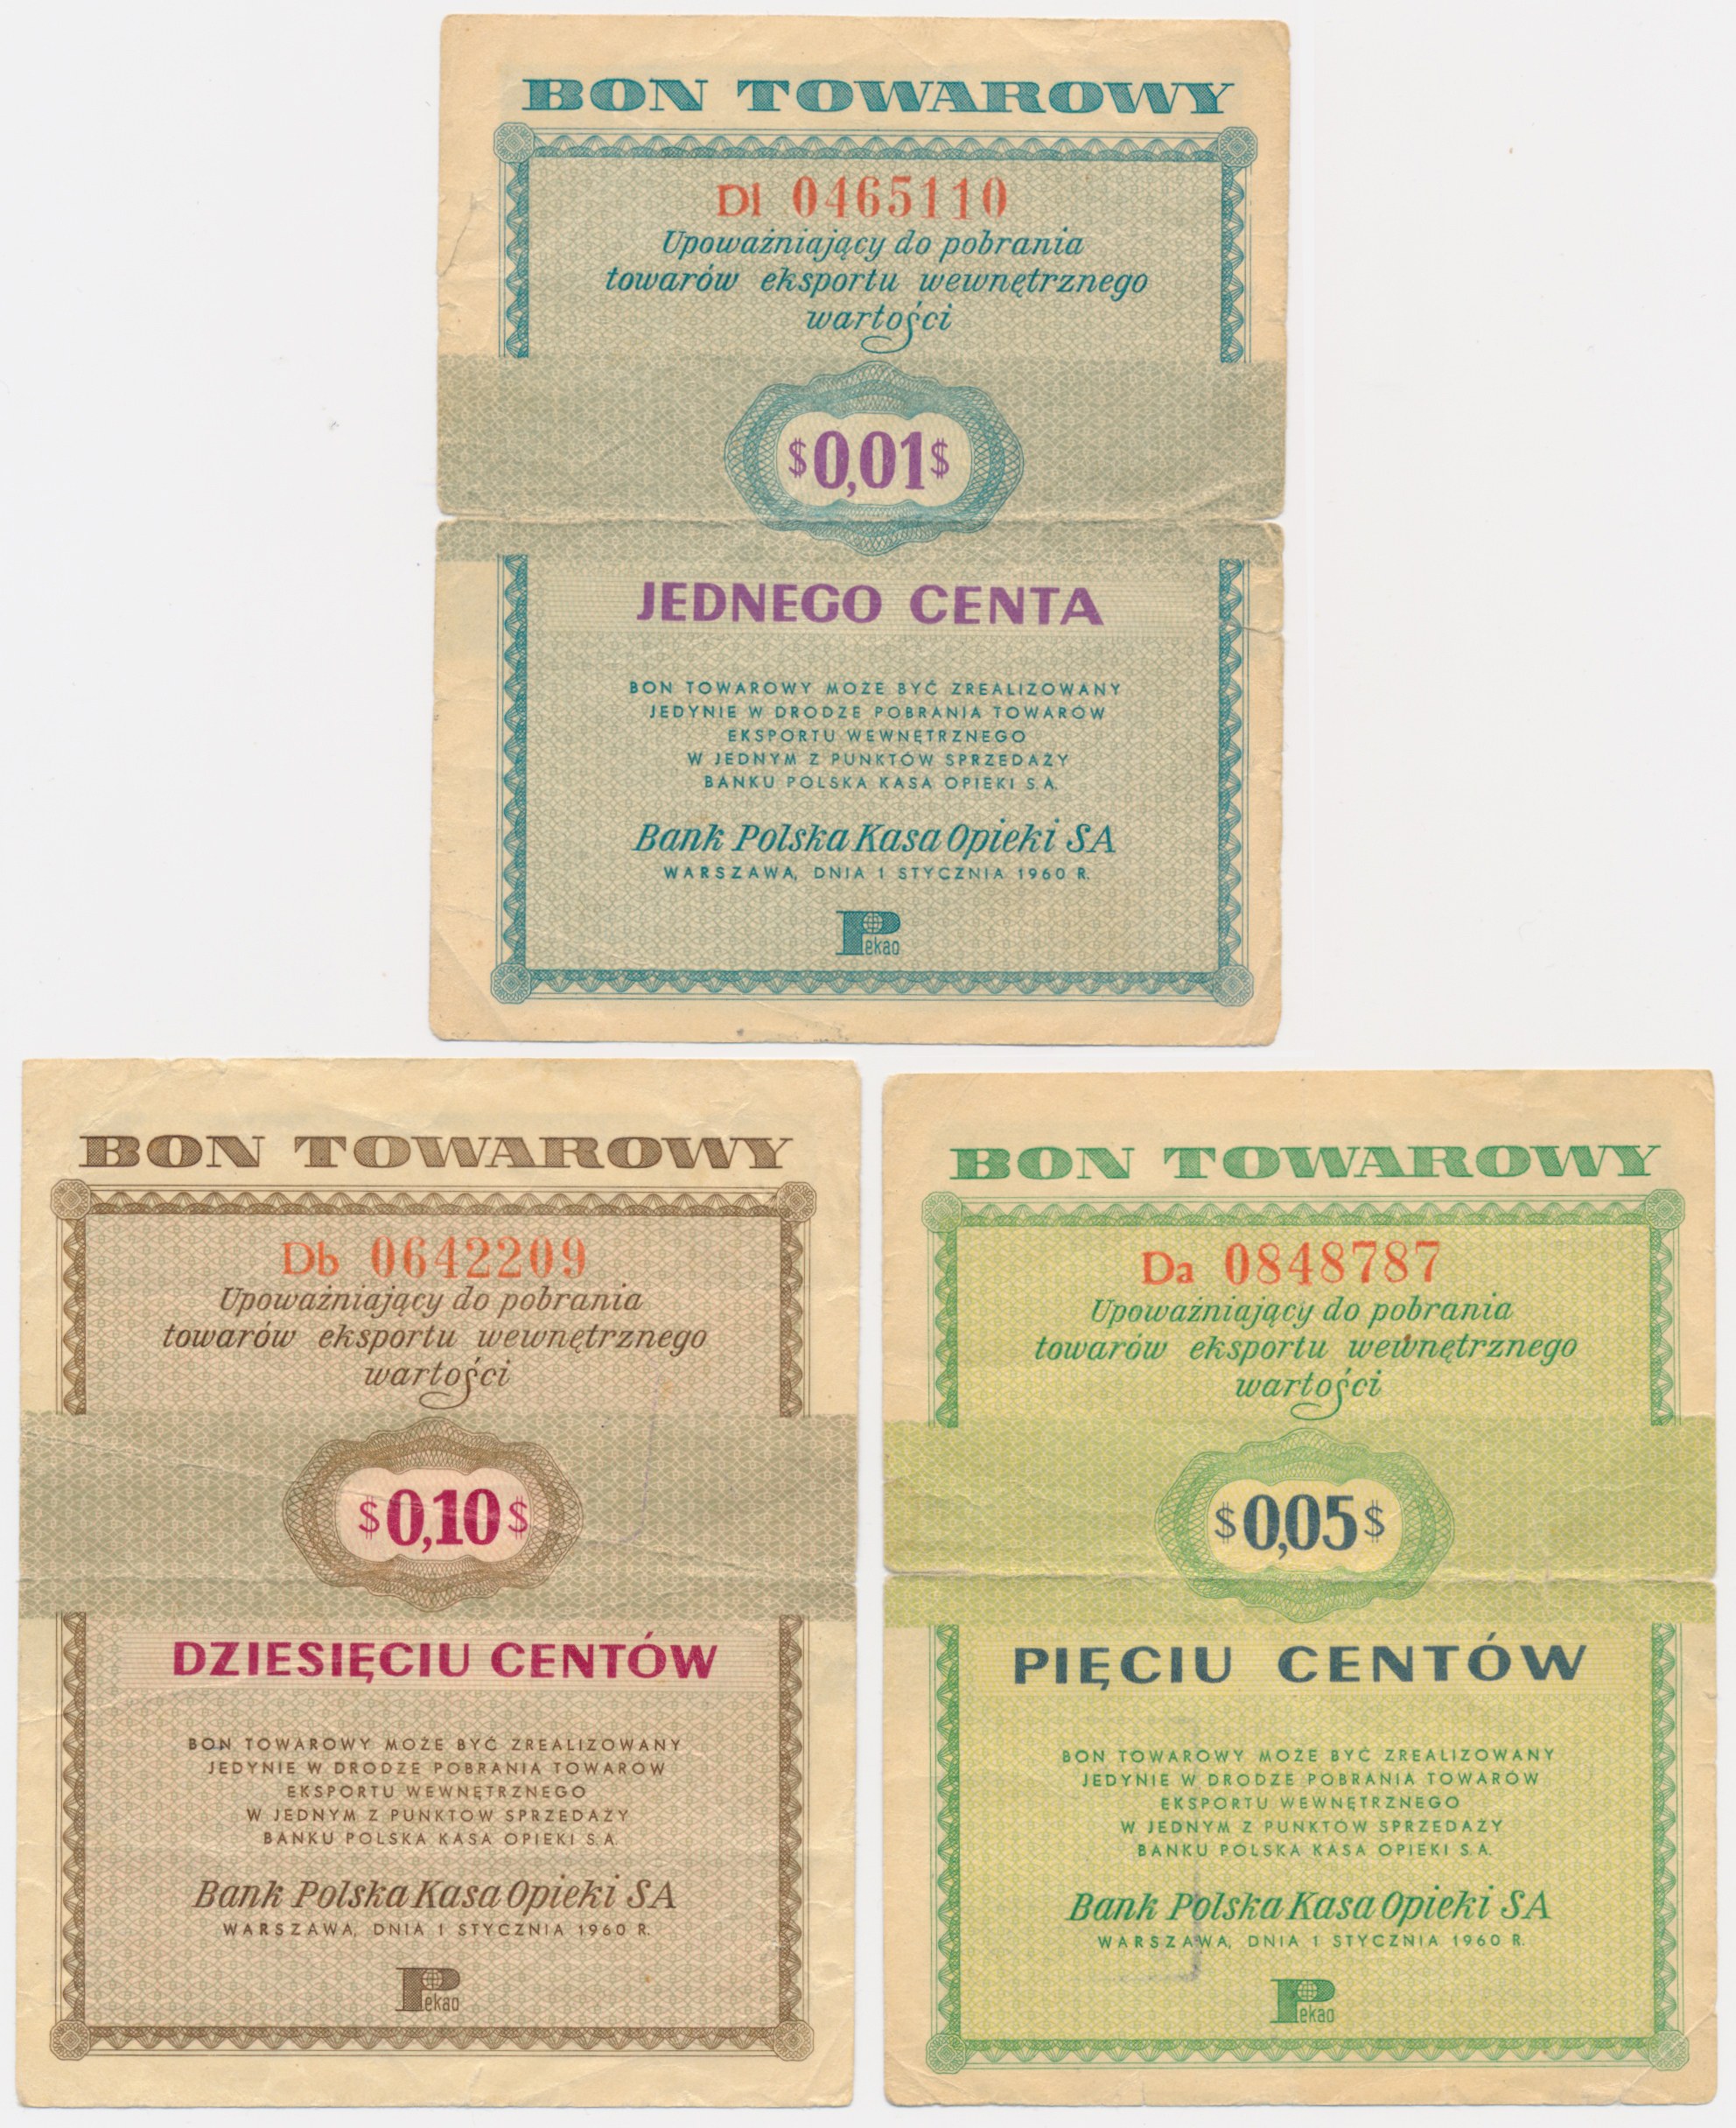 BON TOWAROWY
Dl 0465110
Upoważniający do pobrania
towarów eksportu wewnętrznego
wartości
$0,01$
JEDNEGO CENTA
BON TOWAROWY MOŻE BYĆ ZREALIZOWANY
JEDYNIE W DRODZE POBRANIA TOWARÓW
EKSPORTU WEWNĘTRZNEGO
W JEDNYM Z PUNKTÓW SPRZEDAŻY
BANKU POLSKA KASA OPIEKI S.A.
Bank Polska Kasa Opieki SA
WARSZAWA, DNIA 1 STYCZNIA 1960 R.
Pekao
BON TOWAROWY
Db 0642209
Upoważniający do pobrania
towarów eksportu wewnętrznego
wartości
$0,10$
DZIESIĘCIU CENTÓW
BON TOWAROWY MOŻE BYĆ ZREALIZOWANY
JEDYNIE W DRODZE POBRANIA TOWARÓW
EKSPORTU WEWNĘTRZNEGO
W JEDNYM Z PUNKTÓW SPRZEDAŻY
BANKU POLSKA KASA OPIEKI S.A.
Bank Polska Kasa Opieki SA
WARSZAWA, DNIA 1 STYCZNIA 1960 R.
Pekao
BON TOWAROWY
Da 0848787
Upoważniający do pobrania
towarów eksportu wewnętrznego
wartości
$0,05$
PIĘCIU CENTÓW
BON TOWAROWY MOŻE BYĆ ZREALIZOWANY
JEDYNIE W DRODZE POBRANIA TOWARÓW
EKSPORTU WEWNĘTRZNEGO
W JEDNYM Z PUNKTÓW SPRZEDAŻY
BANKU POLSKA KASA OPIEKI S.A.
Bank Polska Kasa Opieki SA
WARSZAWA, DNIA 1 STYCZNIA 1960 R.
Pekao